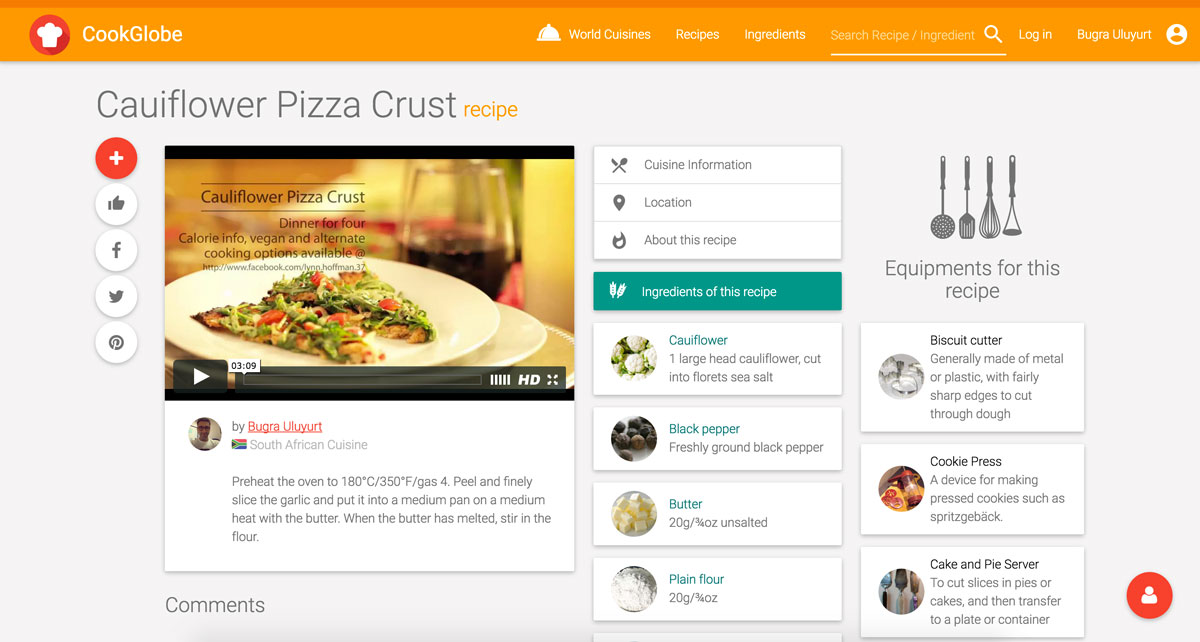 CookGlobe
World Cuisines
Recipes
Ingredients
Search Recipe / Ingredient
Log in
Bugra Uluyurt
Cauiflower Pizza Crust recipe
Cauliflower Pizza Crust
Dinner for four
Calorie info, vegan and alternate
cooking options available @
http://www.facebook.com/lynn.hoffman.37
03:09
HD
by Bugra Uluyurt
South African Cuisine
Preheat the oven to 180°C/350°F/gas 4. Peel and finely
slice the garlic and put it into a medium pan on a medium
heat with the butter. When the butter has melted, stir in the
flour.
Comments
Cuisine Information
Location
About this recipe
Ingredients of this recipe
Cauiflower
1 large head cauliflower, cut
into florets sea salt
Black pepper
Freshly ground black pepper
Butter
20g/¾oz unsalted
Plain flour
20g/¾oz
Equipments for this
recipe
Biscuit cutter
Generally made of metal
or plastic, with fairly
sharp edges to cut
through dough
Cookie Press
A device for making
pressed cookies such as
spritzgebäck.
Cake and Pie Server
To cut slices in pies or
cakes, and then transfer
to a plate or container